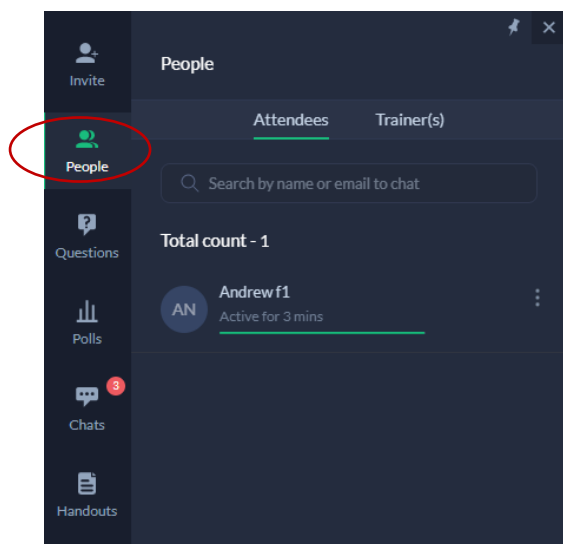 Invite
People
Questions
Polls
3
Chats
Handouts
People
Attendees Trainer(s)
Search by name or email to chat
Total count - 1
AN
Andrew f1
Active for 3 mins